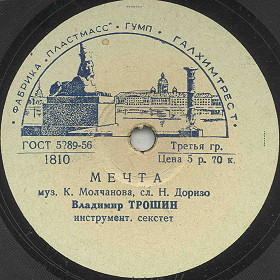 ФАБРИКА "ПЛАСТМАСС" · ГУМП · ГАЛХИМТРЕСТ
ГОСТ 5289-56 Третья гр.
1810 Цена 5 р. 70 к.
МЕЧТА
муз. К. Молчанова, сл. Н. Доризо
Владимир ТРОШИН
инструмент. секстет